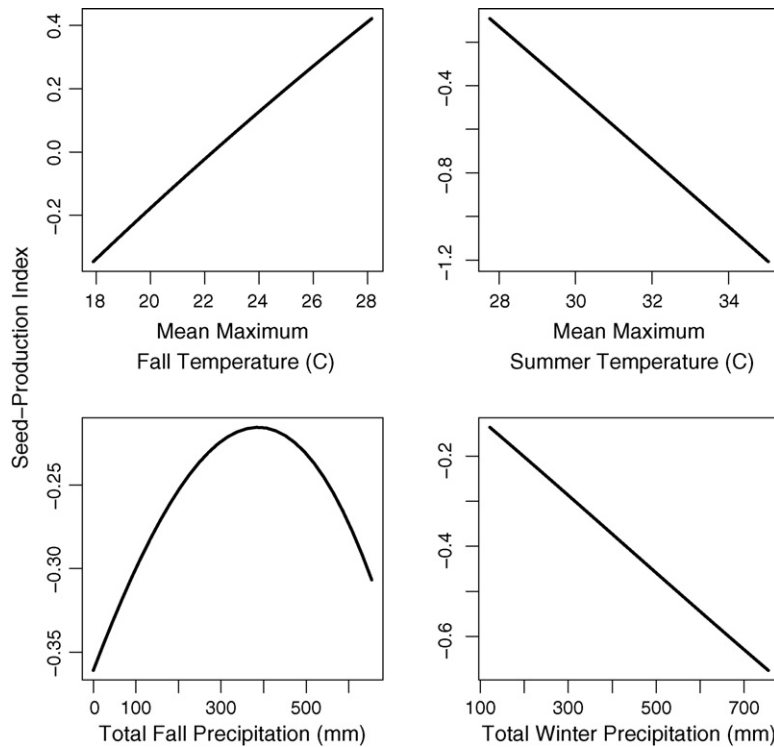 Seed–Production Index
0.4
0.2
0.0
−0.2
18 20 22 24 26 28
Mean Maximum
Fall Temperature (C)
−0.4
−0.8
−1.2
28 30 32 34
Mean Maximum
Summer Temperature (C)
−0.25
−0.30
−0.35
0 100 300 500
Total Fall Precipitation (mm)
−0.2
−0.4
−0.6
100 300 500 700
Total Winter Precipitation (mm)